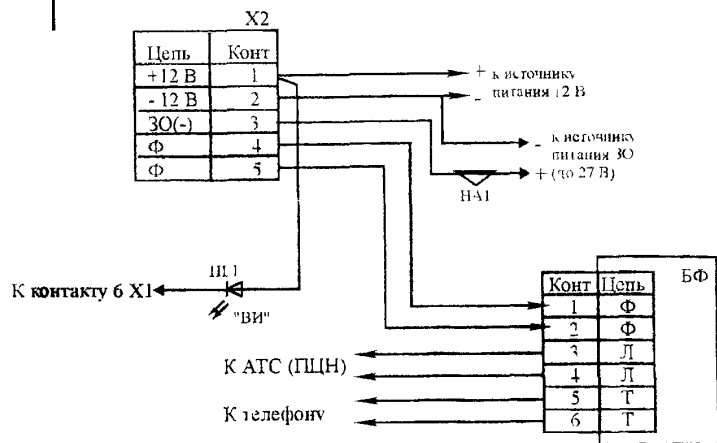 X2
Цепь Конт
+12 В 1
- 12 В 2
ЗО(-) 3
Ф 4
Ф 5
+ к источнику
- питания 12 В
- к источнику
питания ЗО
+ (до 27 В)
НА1
К контакту 6 X1
"ВИ"
БФ
Конт Цепь
1 Ф
2 Ф
3 Л
4 Л
5 Т
6 Т
К АТС (ПЦН)
К телефону